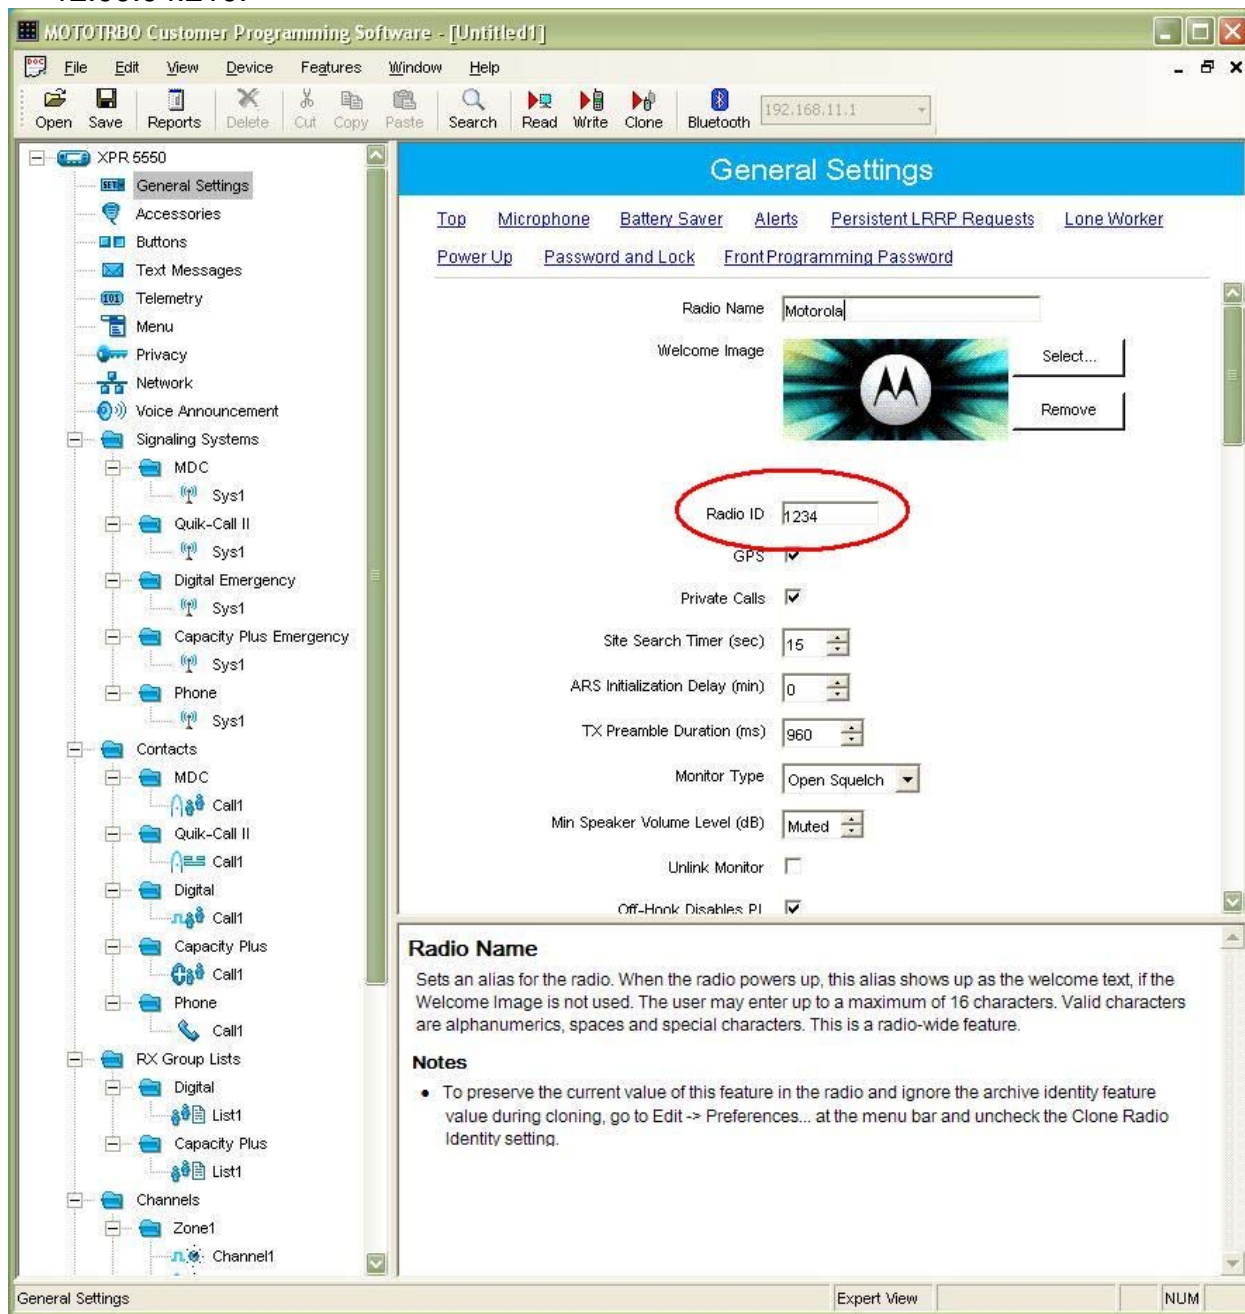 MOTOTRBO Customer Programming Software - [Untitled1]
File Edit View Device Features Window Help
Open Save Reports Delete Cut Copy Paste Search Read Write Clone Bluetooth 192.168.11.1
XPR 5550
General Settings
Accessories
Buttons
Text Messages
Telemetry
Menu
Privacy
Network
Voice Announcement
Signaling Systems
MDC
Sys1
Quik-Call II
Sys1
Digital Emergency
Sys1
Capacity Plus Emergency
Sys1
Phone
Sys1
Contacts
MDC
Call1
Quik-Call II
Call1
Digital
Call1
Capacity Plus
Call1
Phone
Call1
RX Group Lists
Digital
List1
Capacity Plus
List1
Channels
Zone1
Channel1
General Settings
Top Microphone Battery Saver Alerts Persistent LRRP Requests Lone Worker
Power Up Password and Lock Front Programming Password
Radio Name Motorola
Welcome Image Select...
Remove
Radio ID 1234
GPS
Private Calls
Site Search Timer (sec) 15
ARS Initialization Delay (min) 0
TX Preamble Duration (ms) 960
Monitor Type Open Squelch
Min Speaker Volume Level (dB) Muted
Unlink Monitor
Off-Hook Disables PL
Radio Name
Sets an alias for the radio. When the radio powers up, this alias shows up as the welcome text, if the
Welcome Image is not used. The user may enter up to a maximum of 16 characters. Valid characters
are alphanumerics, spaces and special characters. This is a radio-wide feature.
Notes
• To preserve the current value of this feature in the radio and ignore the archive identity feature
value during cloning, go to Edit -> Preferences... at the menu bar and uncheck the Clone Radio
Identity setting.
General Settings Expert View NUM